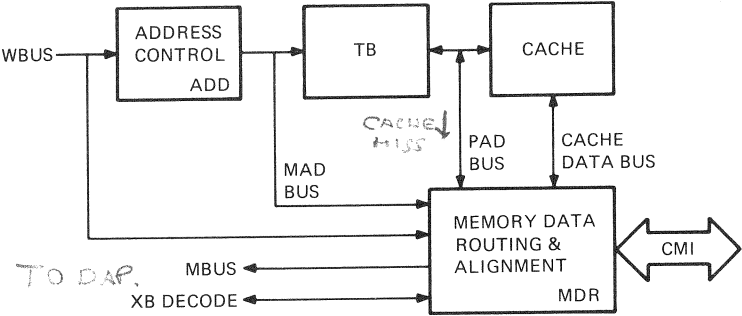 WBUS
ADDRESS
CONTROL
ADD
TB
CACHE
CACHE
MISS
PAD
BUS
CACHE
DATA BUS
MAD
BUS
MEMORY DATA
ROUTING &
ALIGNMENT
MDR
CMI
TO DAP.
MBUS
XB DECODE